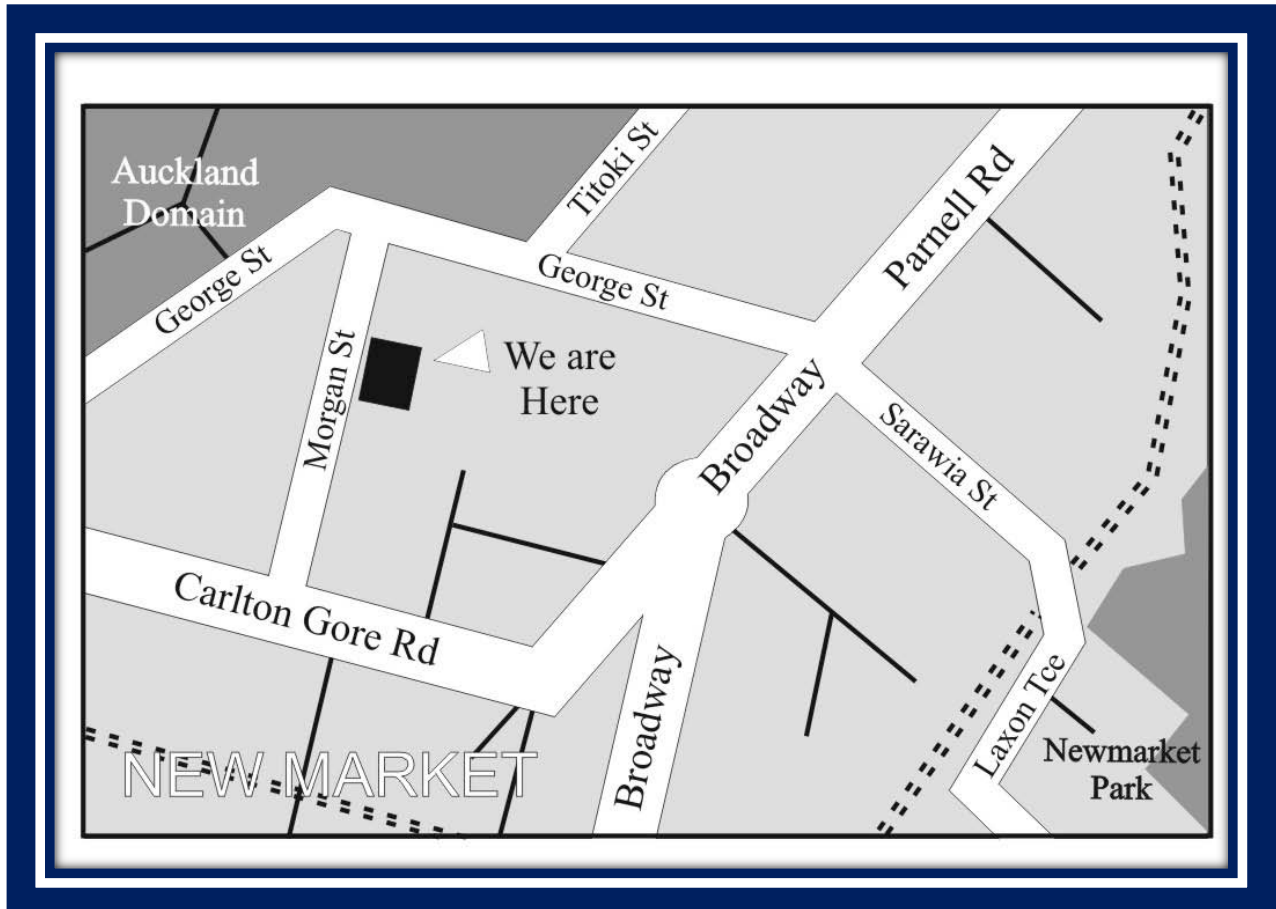 Auckland
Domain
Titoki St
Parnell Rd
George St
George St
Morgan St
We are
Here
Broadway
Sarawia St
Carlton Gore Rd
Broadway
Laxon Tce
Newmarket
Park
NEW MARKET